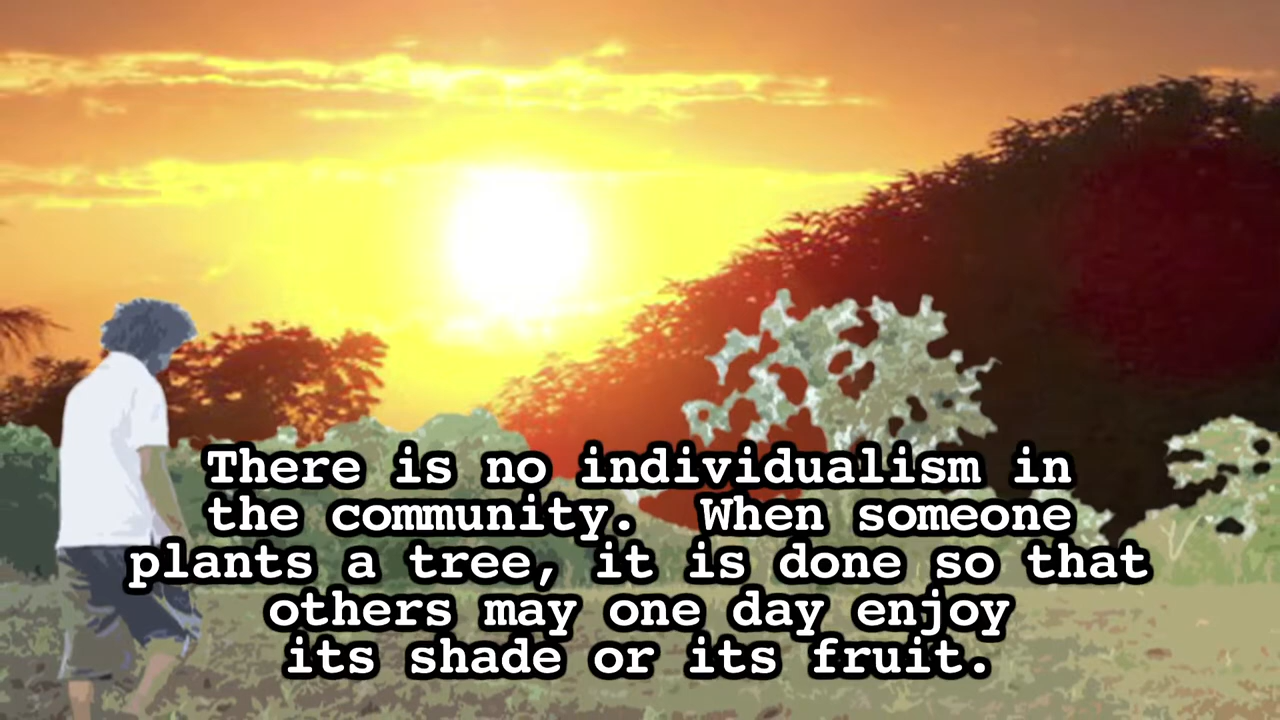 There is no individualism in
the community.  When someone
plants a tree, it is done so that
others may one day enjoy
its shade or its fruit.